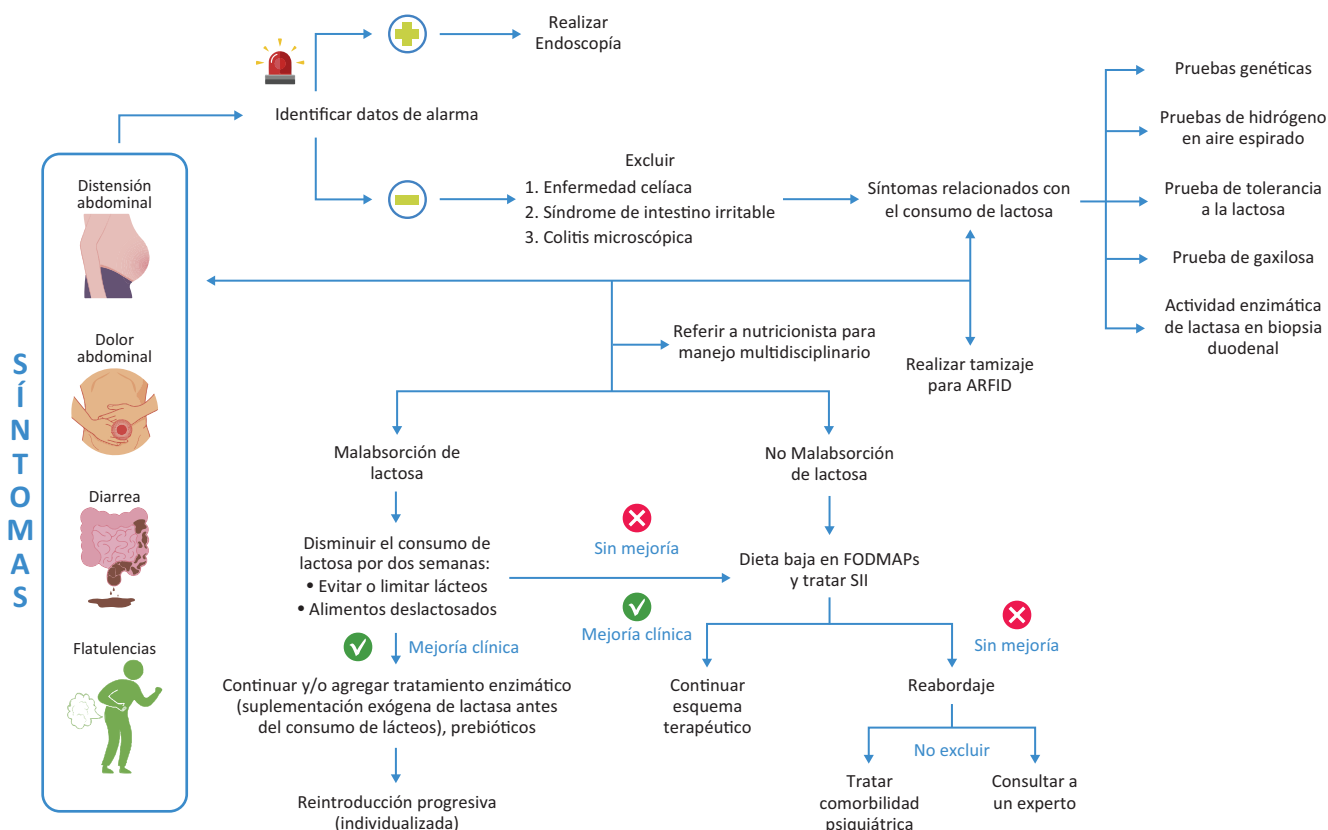 SÍNTOMAS
Distensión
abdominal
Dolor
abdominal
Diarrea
Flatulencias
Identificar datos de alarma
Realizar
Endoscopía
Excluir
1. Enfermedad celíaca
2. Síndrome de intestino irritable
3. Colitis microscópica
Síntomas relacionados con
el consumo de lactosa
Pruebas genéticas
Pruebas de hidrógeno
en aire espirado
Prueba de tolerancia
a la lactosa
Prueba de gaxilosa
Actividad enzimática
de lactasa en biopsia
duodenal
Referir a nutricionista para
manejo multidisciplinario
Realizar tamizaje
para ARFID
Malabsorción de
lactosa
No Malabsorción
de lactosa
Disminuir el consumo de
lactosa por dos semanas:
• Evitar o limitar lácteos
• Alimentos deslactosados
Sin mejoría
Dieta baja en FODMAPs
y tratar SII
Mejoría clínica
Mejoría clínica
Sin mejoría
Continuar y/o agregar tratamiento enzimático
(suplementación exógena de lactasa antes
del consumo de lácteos), prebióticos
Continuar
esquema
terapéutico
Reabordaje
No excluir
Reintroducción progresiva
(individualizada)
Tratar
comorbilidad
psiquiátrica
Consultar a
un experto